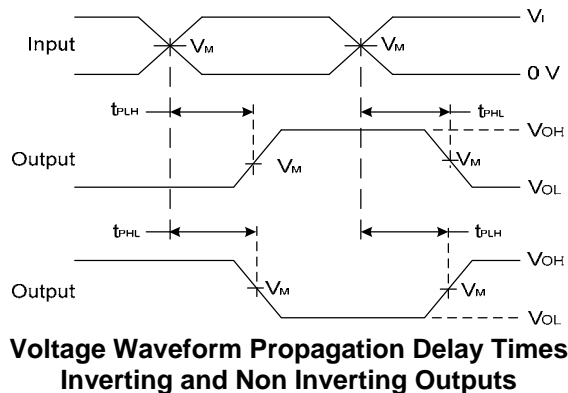 VI
Input VM VM
0 V
tPLH tPHL
VOH
Output VM VM
VOL
tPHL tPLH
VOH
Output VM VM
VOL
Voltage Waveform Propagation Delay Times
Inverting and Non Inverting Outputs